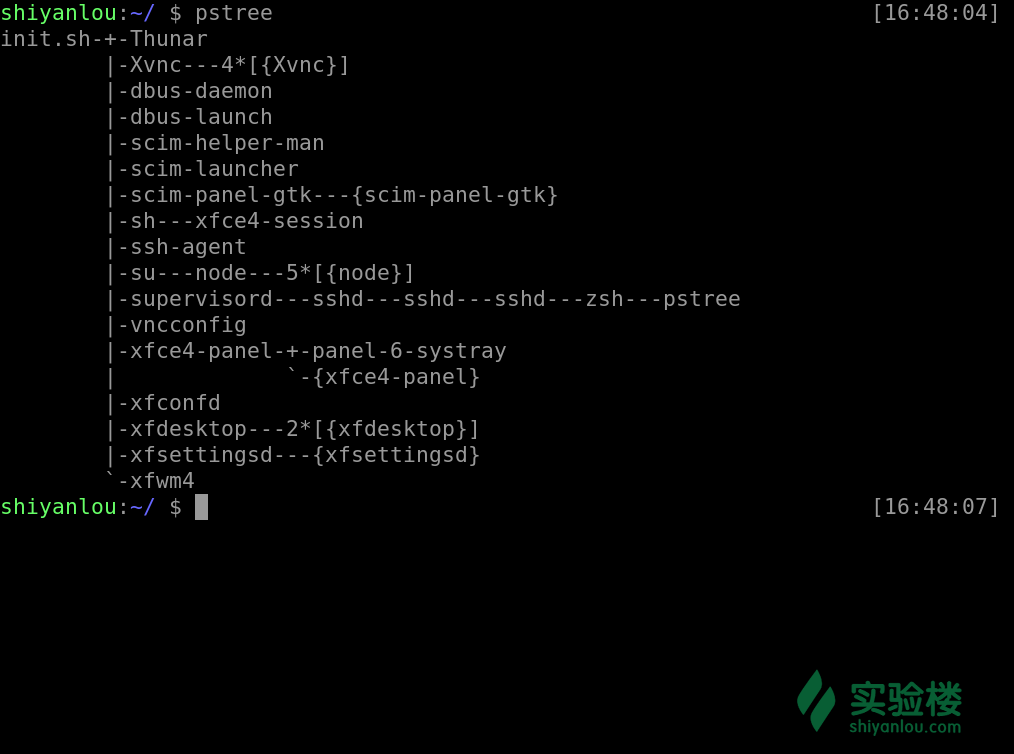 shiyanlou:~/ $ pstree [16:48:04]
init.sh-+-Thunar
        |-Xvnc---4*[{Xvnc}]
        |-dbus-daemon
        |-dbus-launch
        |-scim-helper-man
        |-scim-launcher
        |-scim-panel-gtk---{scim-panel-gtk}
        |-sh---xfce4-session
        |-ssh-agent
        |-su---node---5*[{node}]
        |-supervisord---sshd---sshd---sshd---zsh---pstree
        |-vncconfig
        |-xfce4-panel-+-panel-6-systray
        |             `-{xfce4-panel}
        |-xfconfd
        |-xfdesktop---2*[{xfdesktop}]
        |-xfsettingsd---{xfsettingsd}
        `-xfwm4
shiyanlou:~/ $ [16:48:07]
实验楼
shiyanlou.com